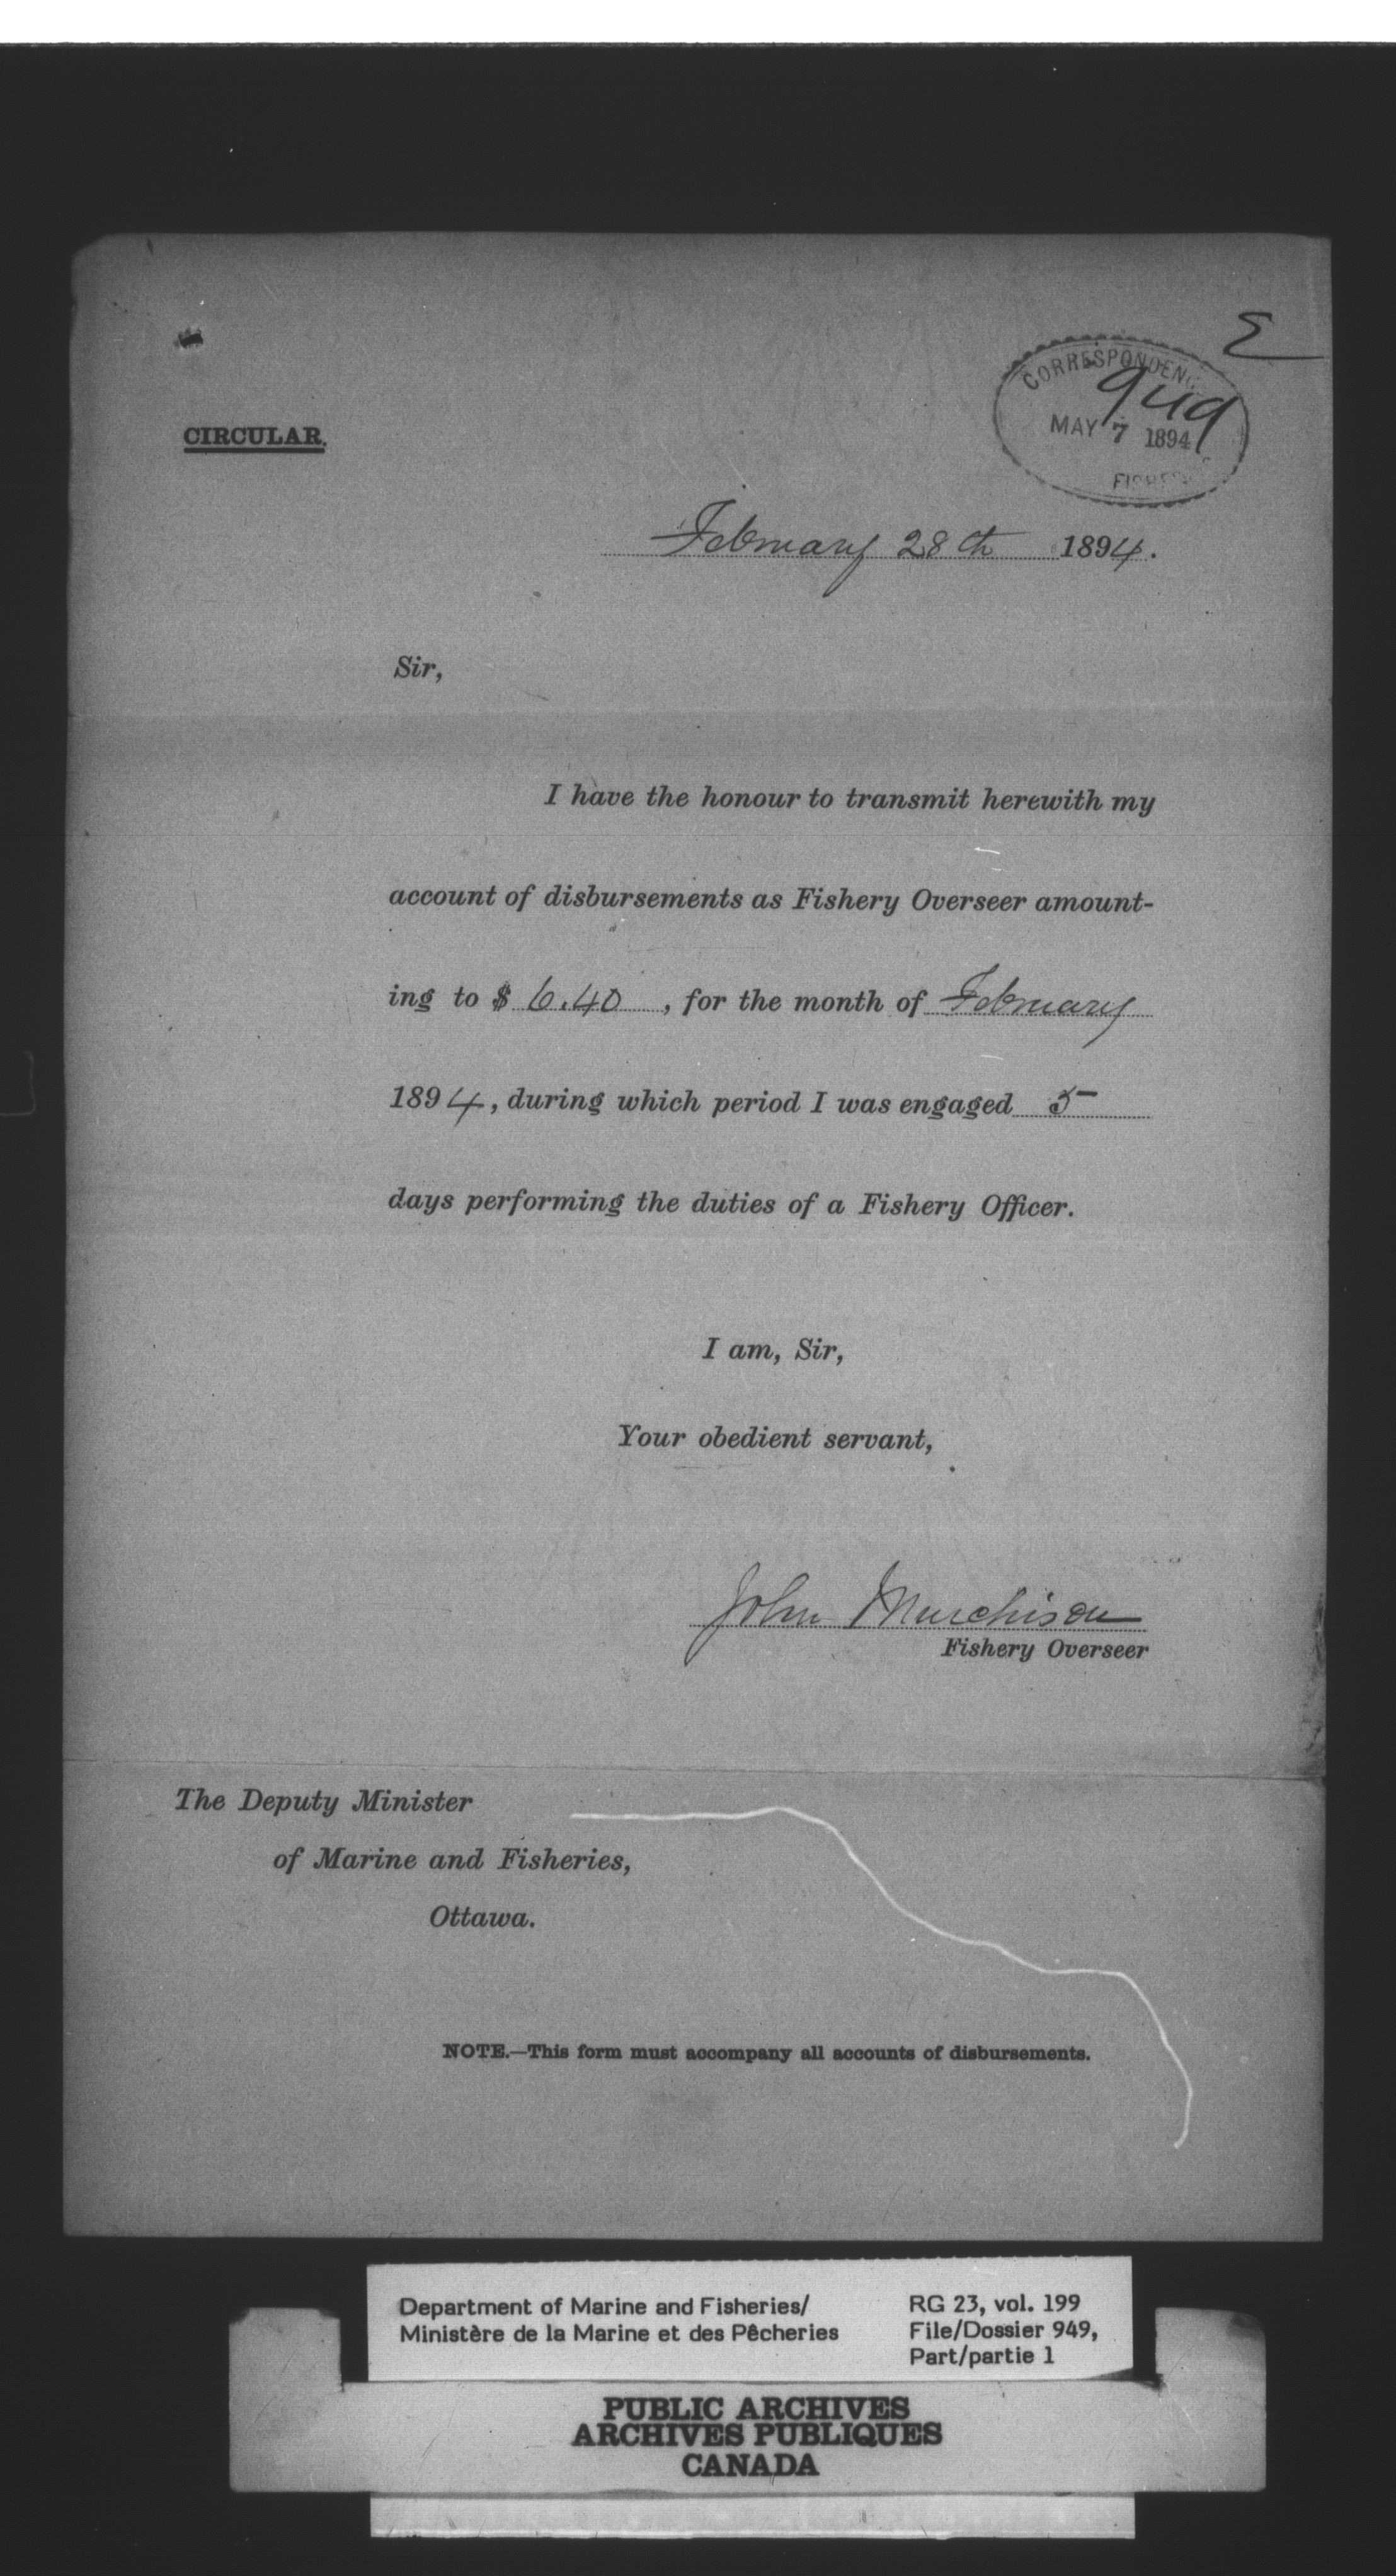 Σ
CORRESPONDENCE
949
MAY 7 1894
CIRCULAR.
February 28th 1894.
Sir,
I have the honour to transmit herewith my
account of disbursements as Fishery Overseer amount-
ing to $ 6.40, for the month of February
1894, during which period I was engaged 5
days performing the duties of a Fishery Officer.
I am, Sir,
Your obedient servant,
John Murchison
Fishery Overseer
The Deputy Minister
of Marine and Fisheries,
Ottawa.
NOTE.—This form must accompany all accounts of disbursements.
Department of Marine and Fisheries/
Ministère de la Marine et des Pêcheries
RG 23, vol. 199
File/Dossier 949,
Part/partie 1
PUBLIC ARCHIVES
ARCHIVES PUBLIQUES
CANADA